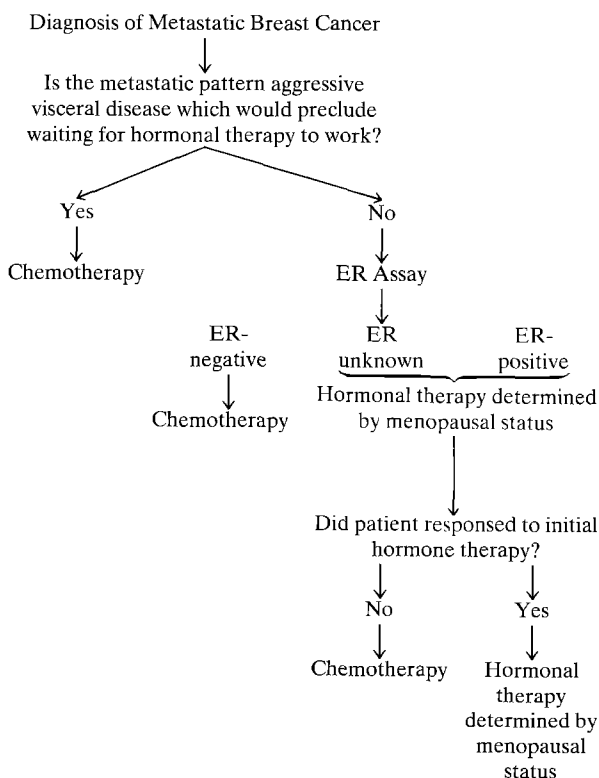 Diagnosis of Metastatic Breast Cancer
Is the metastatic pattern aggressive
visceral disease which would preclude
waiting for hormonal therapy to work?
Yes
No
Chemotherapy
ER Assay
ER-
negative
ER
unknown
ER-
positive
Chemotherapy
Hormonal therapy determined
by menopausal status
Did patient responsed to initial
hormone therapy?
No
Yes
Chemotherapy
Hormonal
therapy
determined by
menopausal
status